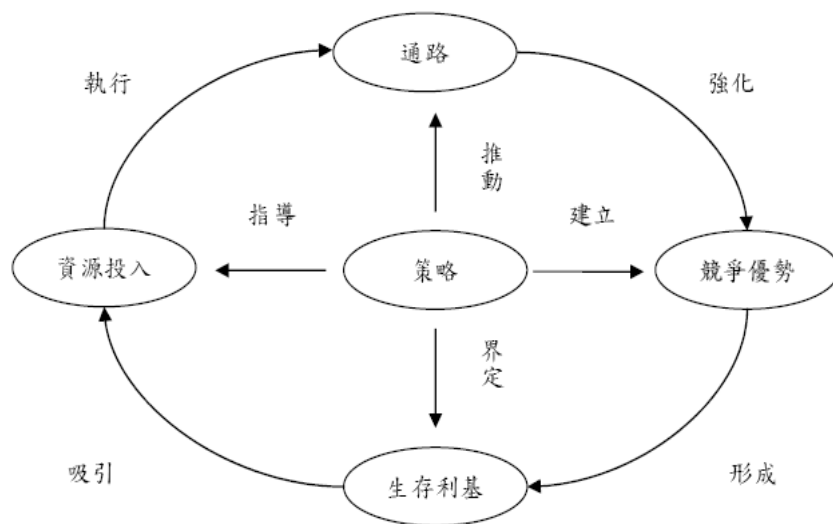 通路
執行
強化
推動
指導
建立
資源投入
策略
競爭優勢
界定
吸引
生存利基
形成